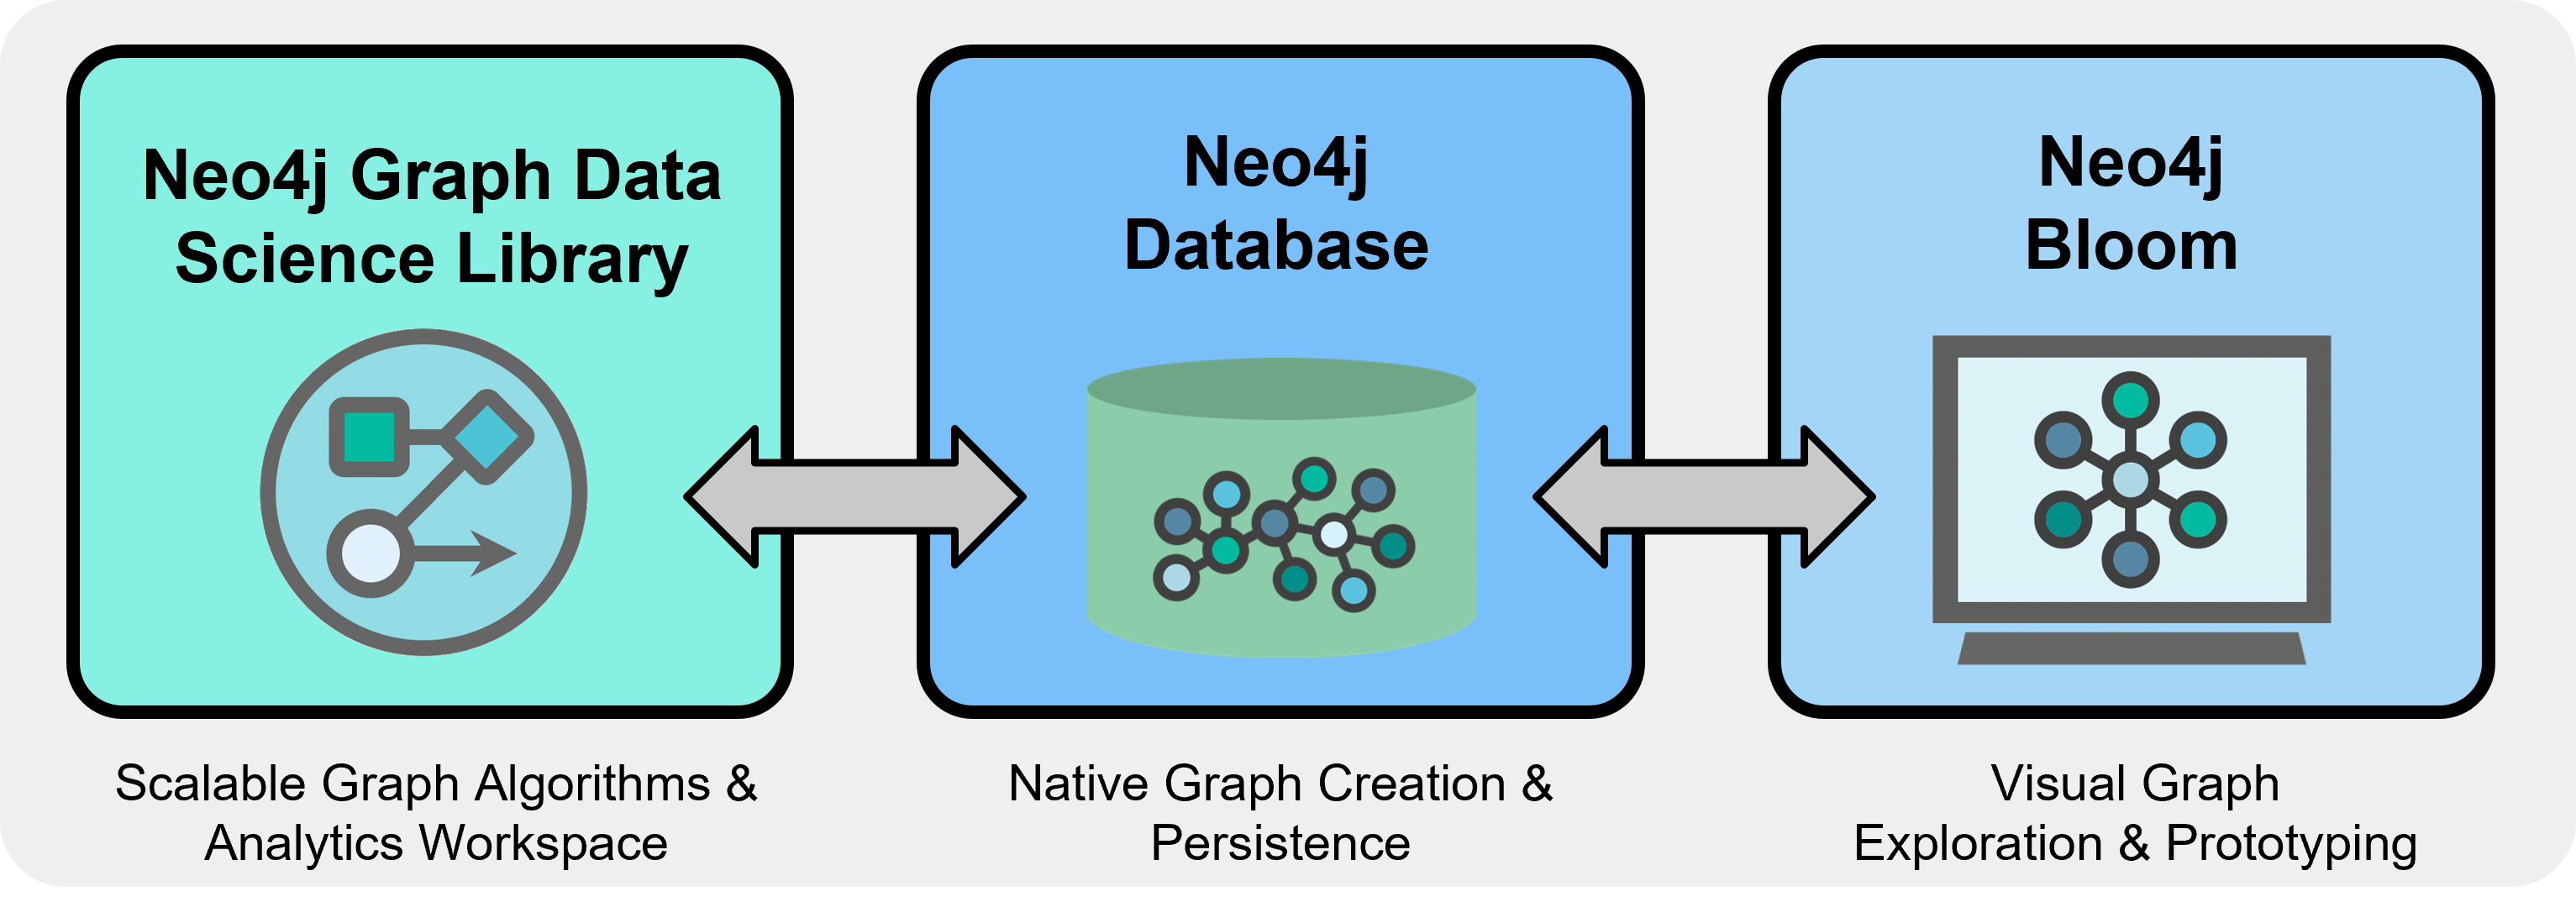 Neo4j Graph Data
Science Library
Neo4j
Database
Neo4j
Bloom
Scalable Graph Algorithms &
Analytics Workspace
Native Graph Creation &
Persistence
Visual Graph
Exploration & Prototyping